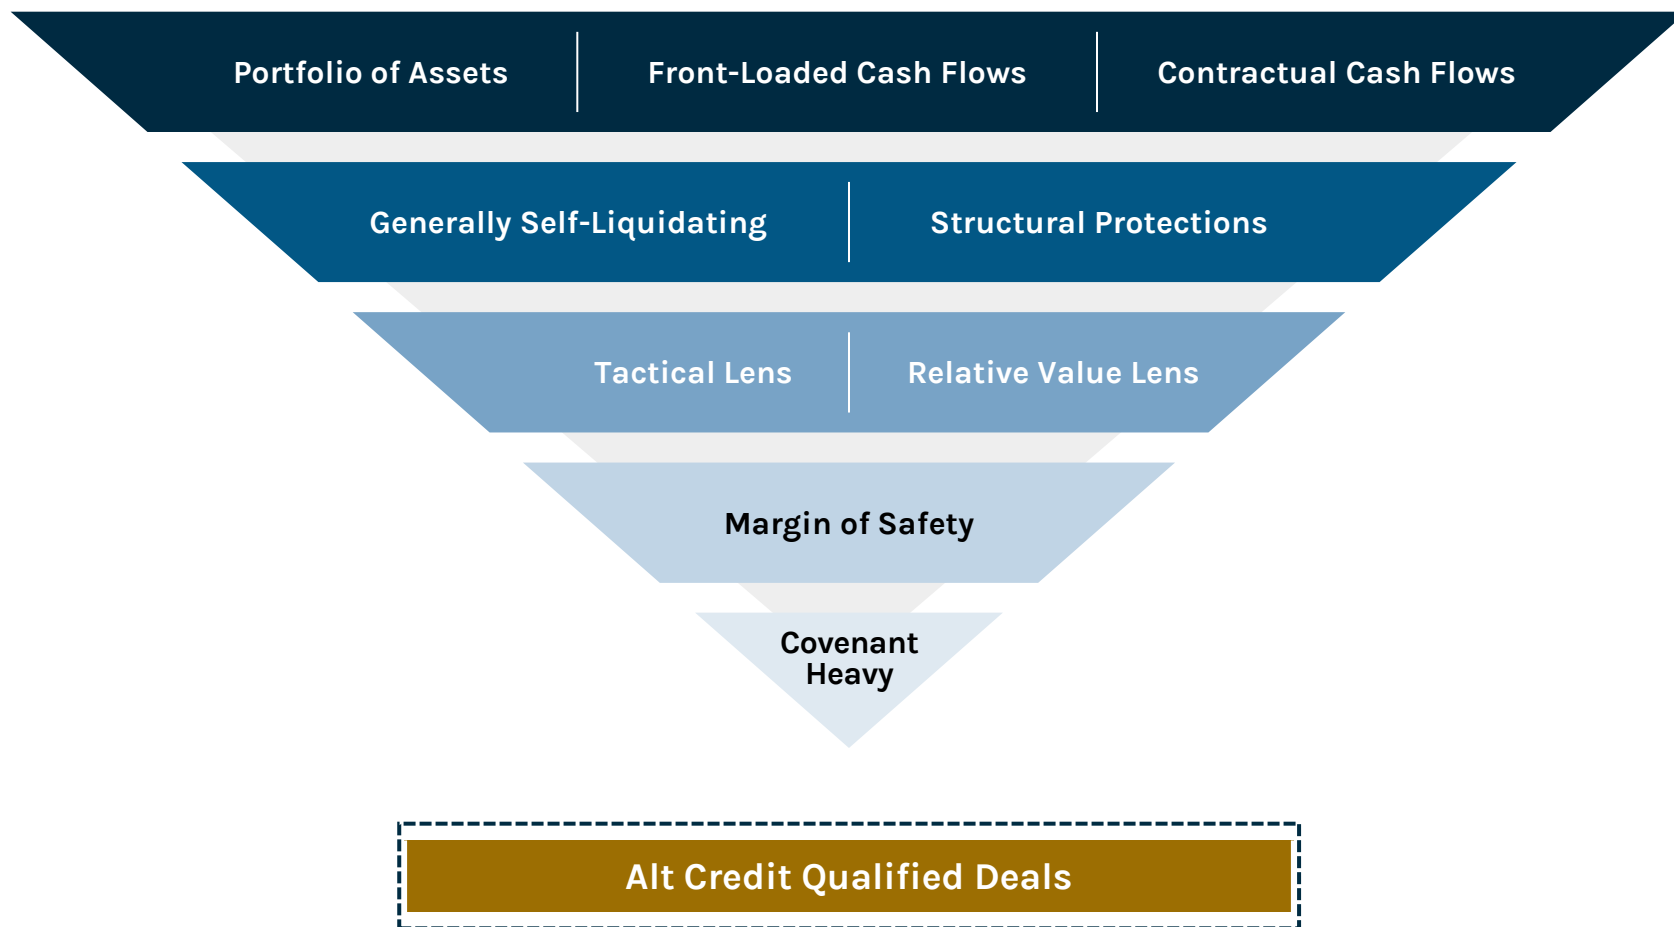 Portfolio of Assets
Front-Loaded Cash Flows
Contractual Cash Flows
Generally Self-Liquidating
Structural Protections
Tactical Lens
Relative Value Lens
Margin of Safety
Covenant
Heavy
Alt Credit Qualified Deals